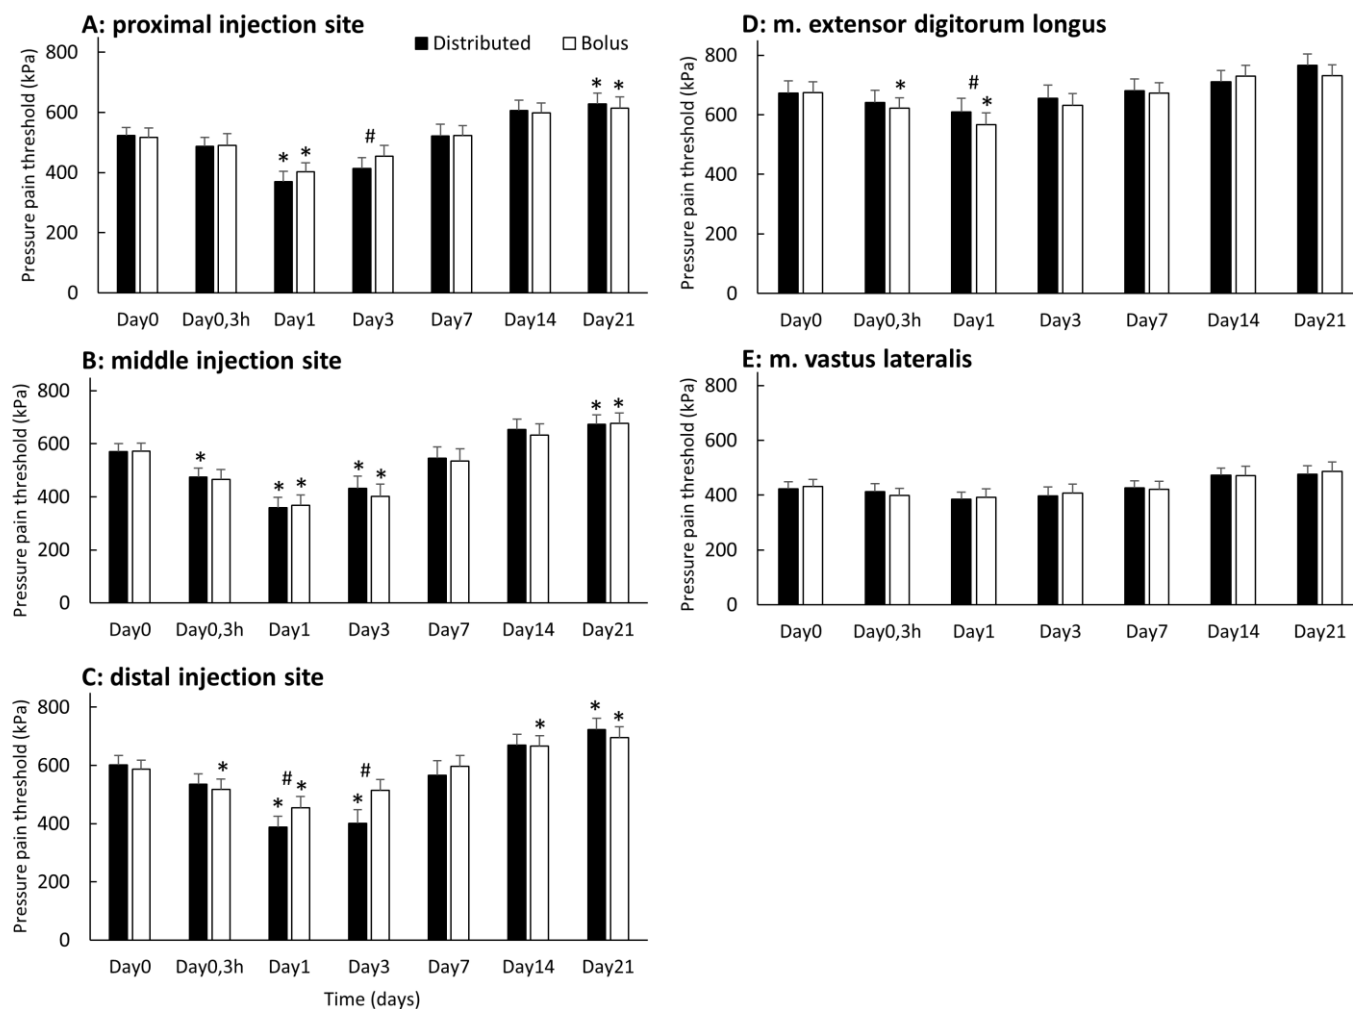 A: proximal injection site
Distributed Bolus
Pressure pain threshold (kPa)
800
600
400
200
0
* * # * *
Day0 Day0,3h Day1 Day3 Day7 Day14 Day21
B: middle injection site
Pressure pain threshold (kPa)
800
600
400
200
0
* * * * * * *
Day0 Day0,3h Day1 Day3 Day7 Day14 Day21
C: distal injection site
Pressure pain threshold (kPa)
800
600
400
200
0
* * # * # * * * *
Day0 Day0,3h Day1 Day3 Day7 Day14 Day21
Time (days)
D: m. extensor digitorum longus
Pressure pain threshold (kPa)
800
600
400
200
0
* # *
Day0 Day0,3h Day1 Day3 Day7 Day14 Day21
E: m. vastus lateralis
Pressure pain threshold (kPa)
800
600
400
200
0
Day0 Day0,3h Day1 Day3 Day7 Day14 Day21